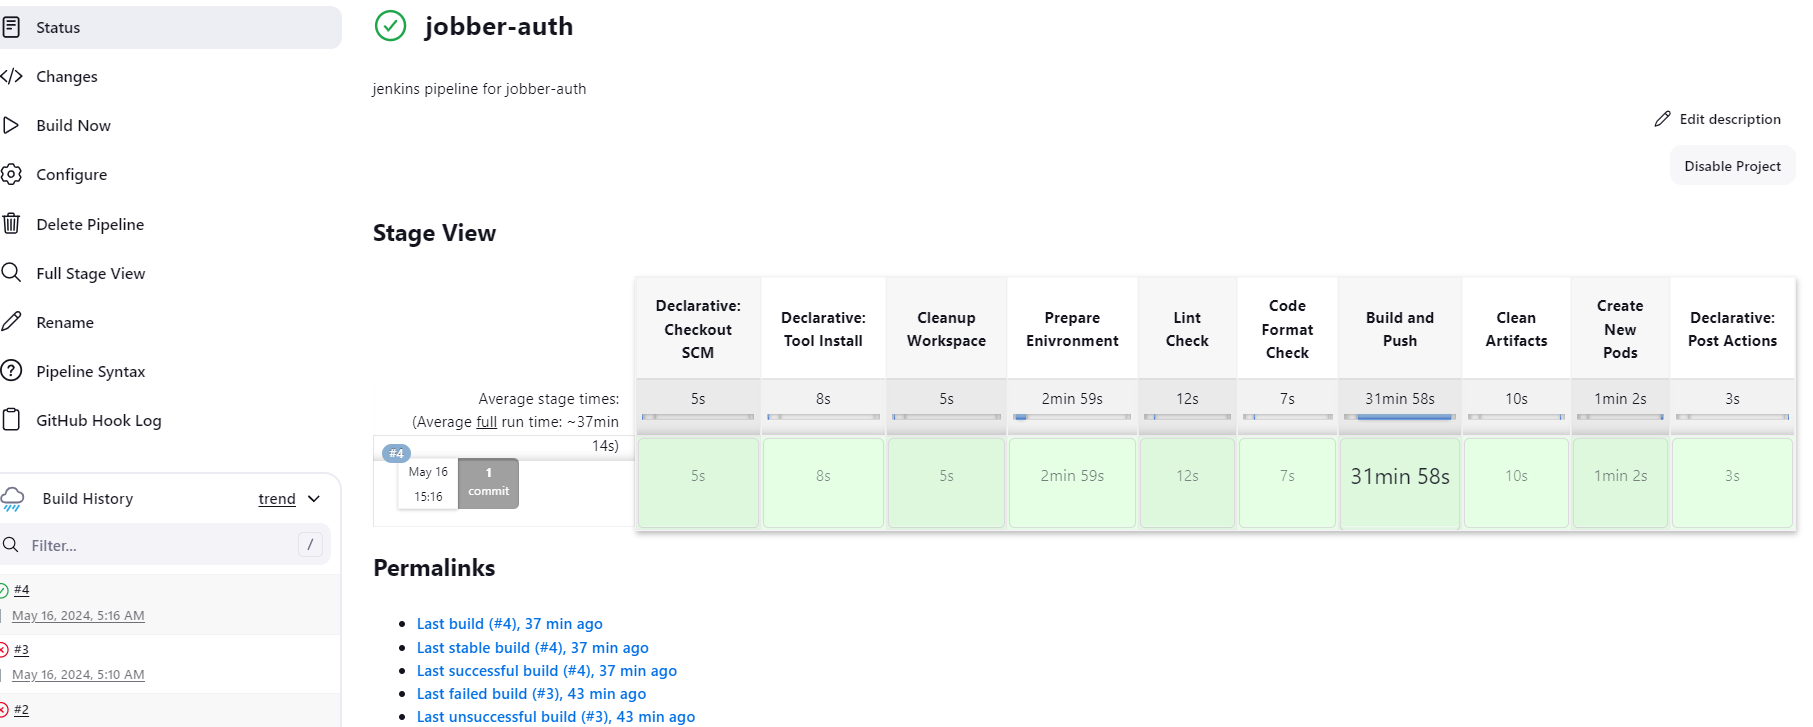 Status
Changes
Build Now
Configure
Delete Pipeline
Full Stage View
Rename
Pipeline Syntax
GitHub Hook Log
Build History
trend
Filter...
/
#4
May 16, 2024, 5:16 AM
#3
May 16, 2024, 5:10 AM
#2
jobber-auth
jenkins pipeline for jobber-auth
Edit description
Disable Project
Stage View
Declarative:
Checkout
SCM
Declarative:
Tool Install
Cleanup
Workspace
Prepare
Enivronment
Lint
Check
Code
Format
Check
Build and
Push
Clean
Artifacts
Create
New
Pods
Declarative:
Post Actions
Average stage times:
(Average full run time: ~37min
14s)
5s
8s
5s
2min 59s
12s
7s
31min 58s
10s
1min 2s
3s
#4
May 16
15:16
1
commit
5s
8s
5s
2min 59s
12s
7s
31min 58s
10s
1min 2s
3s
Permalinks
Last build (#4), 37 min ago
Last stable build (#4), 37 min ago
Last successful build (#4), 37 min ago
Last failed build (#3), 43 min ago
Last unsuccessful build (#3), 43 min ago